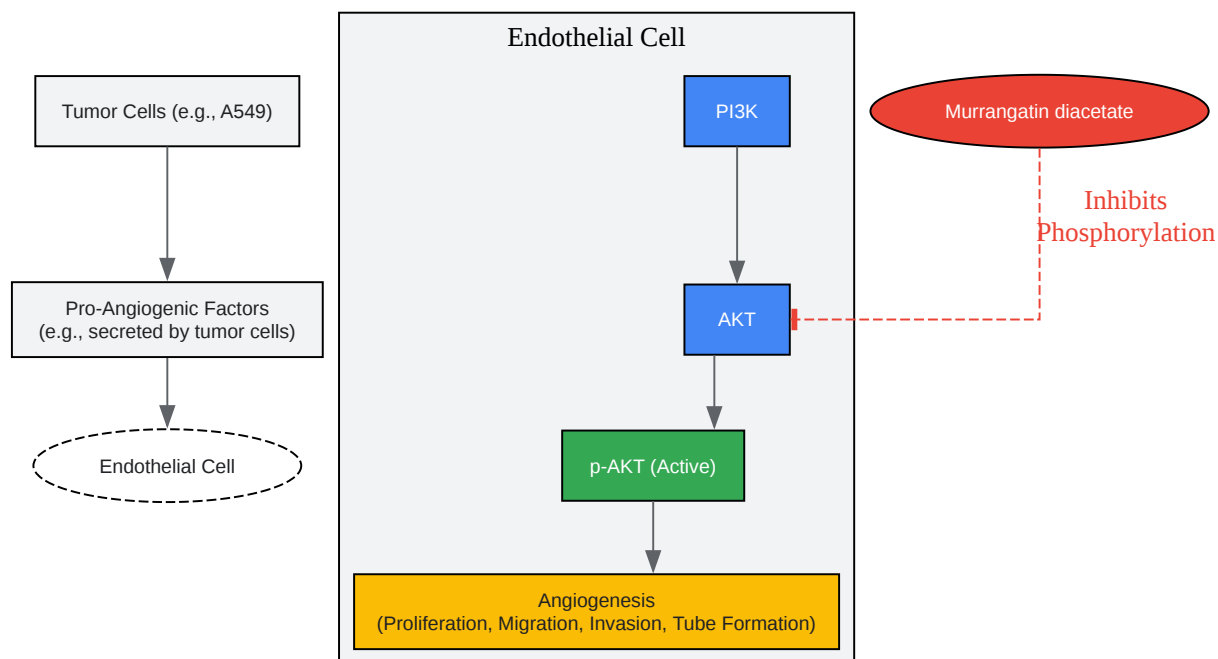 Endothelial Cell
Tumor Cells (e.g., A549)
PI3K
Murrangatin diacetate
Inhibits
Phosphorylation
Pro-Angiogenic Factors
(e.g., secreted by tumor cells)
AKT
Endothelial Cell
p-AKT (Active)
Angiogenesis
(Proliferation, Migration, Invasion, Tube Formation)